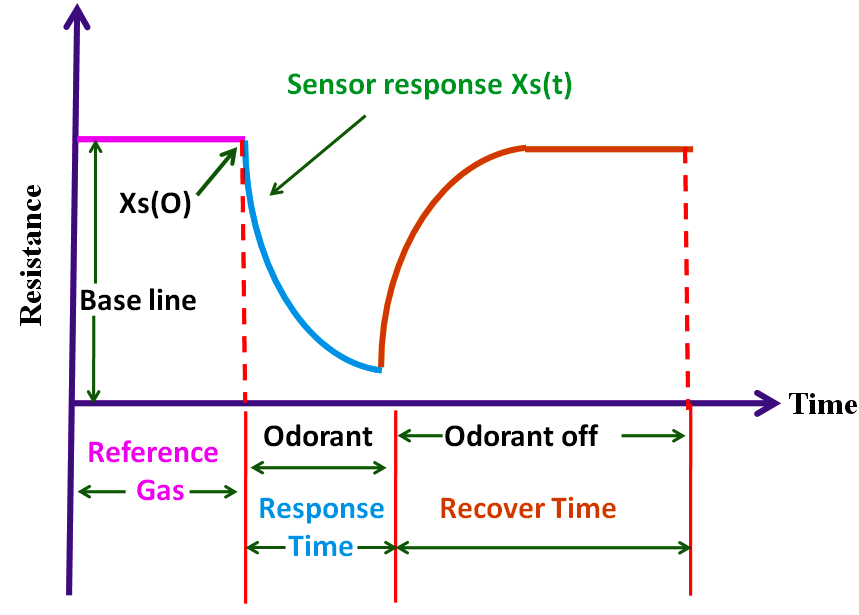 Sensor response Xs(t)
Xs(O)
Resistance
Base line
Time
Odorant
Odorant off
Reference
Gas
Response
Time
Recover Time